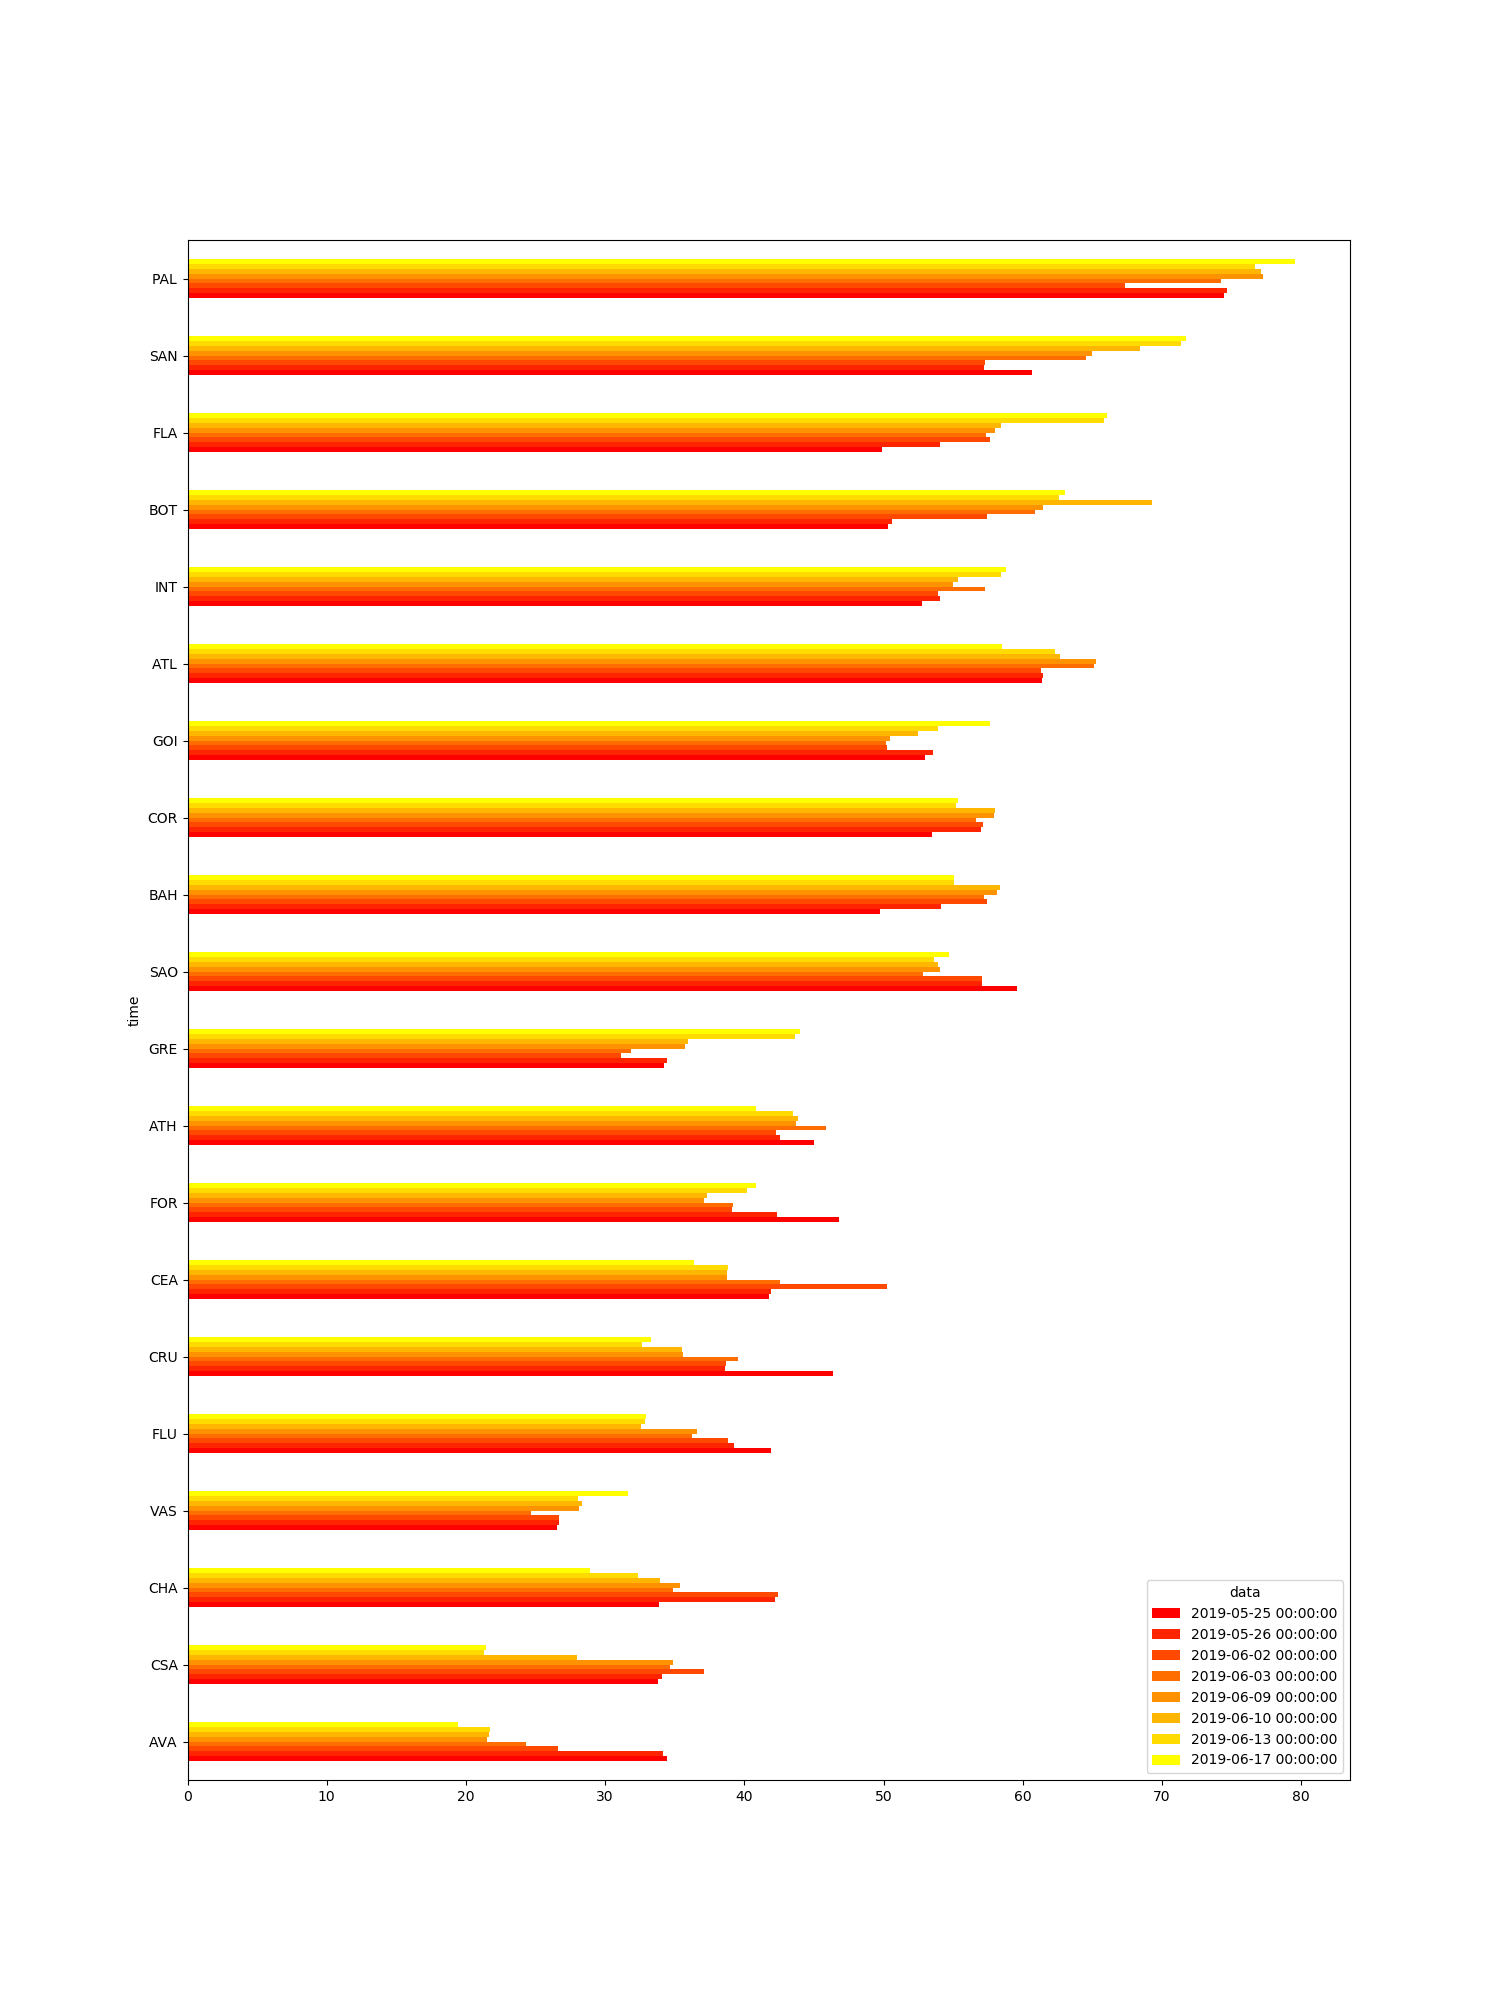 PAL
SAN
FLA
BOT
INT
ATL
GOI
COR
BAH
SAO
time
GRE
ATH
FOR
CEA
CRU
FLU
VAS
CHA
CSA
AVA
data
2019-05-25 00:00:00
2019-05-26 00:00:00
2019-06-02 00:00:00
2019-06-03 00:00:00
2019-06-09 00:00:00
2019-06-10 00:00:00
2019-06-13 00:00:00
2019-06-17 00:00:00
0 10 20 30 40 50 60 70 80